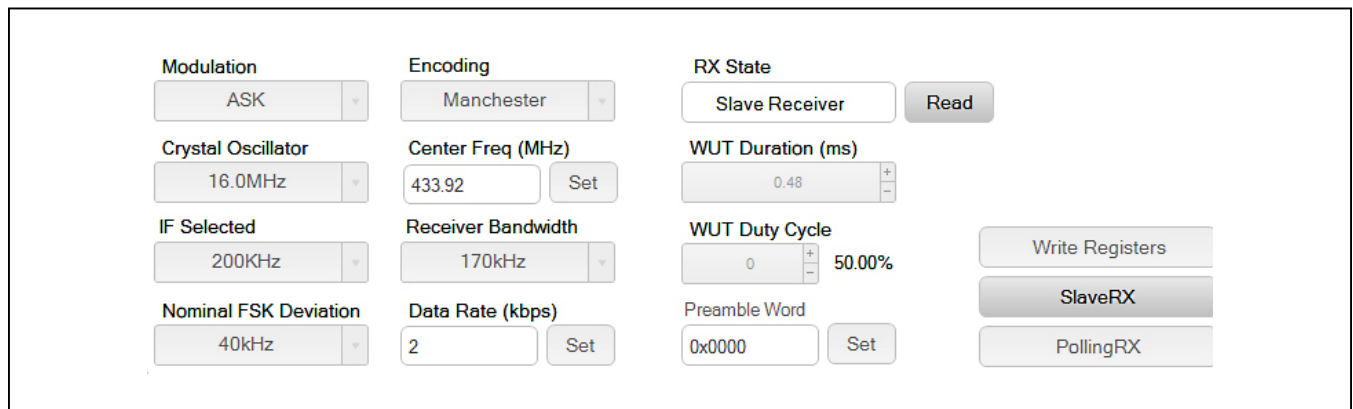 Modulation
Encoding
RX State
ASK
Manchester
Slave Receiver
Read
Crystal Oscillator
Center Freq (MHz)
WUT Duration (ms)
16.0MHz
433.92
Set
0.48
+
−
IF Selected
Receiver Bandwidth
WUT Duty Cycle
200KHz
170kHz
0
+
−
50.00%
Write Registers
SlaveRX
Nominal FSK Deviation
Data Rate (kbps)
Preamble Word
40kHz
2
Set
0x0000
Set
PollingRX